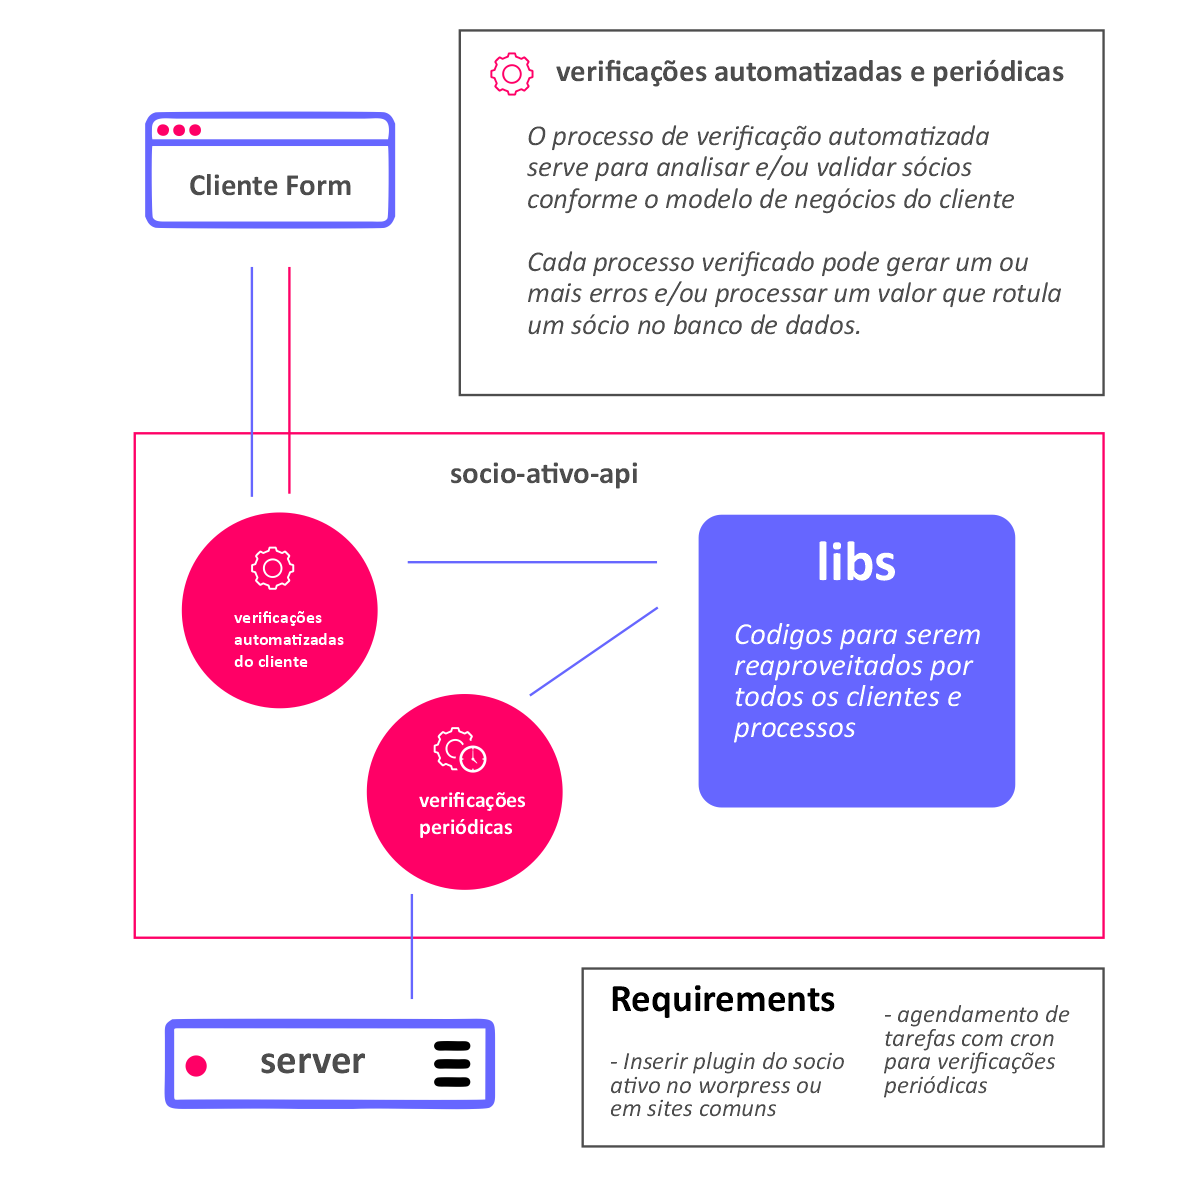 verificações automatizadas e periódicas
O processo de verificação automatizada
serve para analisar e/ou validar sócios
conforme o modelo de negócios do cliente
Cada processo verificado pode gerar um ou
mais erros e/ou processar um valor que rotula
um sócio no banco de dados.
Cliente Form
socio-ativo-api
verificações
automatizadas
do cliente
libs
Codigos para serem
reaproveitados por
todos os clientes e
processos
verificações
periódicas
server
Requirements
- Inserir plugin do socio
ativo no worpress ou
em sites comuns
- agendamento de
tarefas com cron
para verificações
periódicas